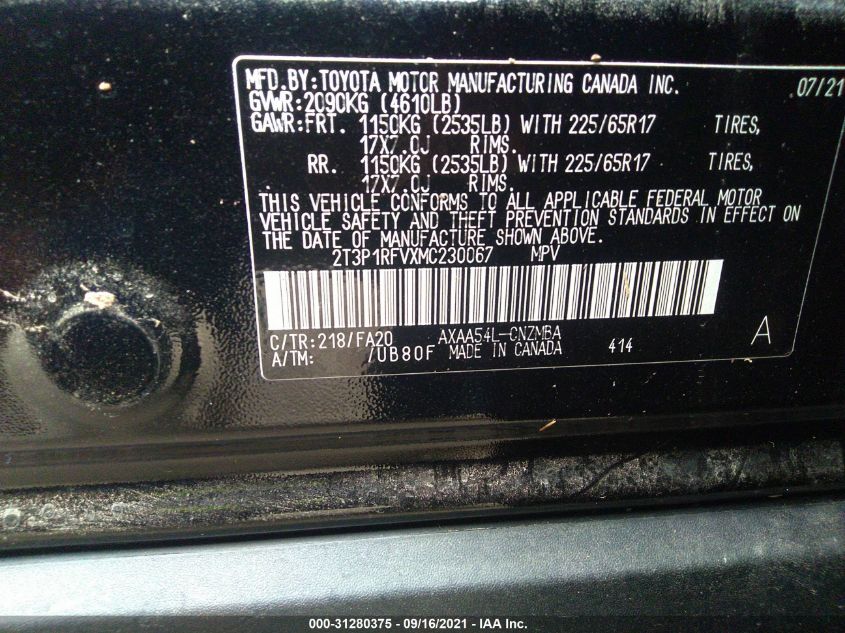 MFD.BY:TOYOTA MOTOR MANUFACTURING CANADA INC. 07/21
GVWR:2090KG (4610LB)
GAWR:FRT. 1150KG (2535LB) WITH 225/65R17 TIRES,
17X7.0J RIMS.
RR. 1150KG (2535LB) WITH 225/65R17 TIRES,
17X7.0J RIMS.
THIS VEHICLE CONFORMS TO ALL APPLICABLE FEDERAL MOTOR
VEHICLE SAFETY AND THEFT PREVENTION STANDARDS IN EFFECT ON
THE DATE OF MANUFACTURE SHOWN ABOVE.
2T3P1RFVXMC230067 MPV
C/TR:218/FA20 AXAA54L-CNZMBA A
A/TM: /UB80F MADE IN CANADA 414
000-31280375 - 09/16/2021 - IAA Inc.